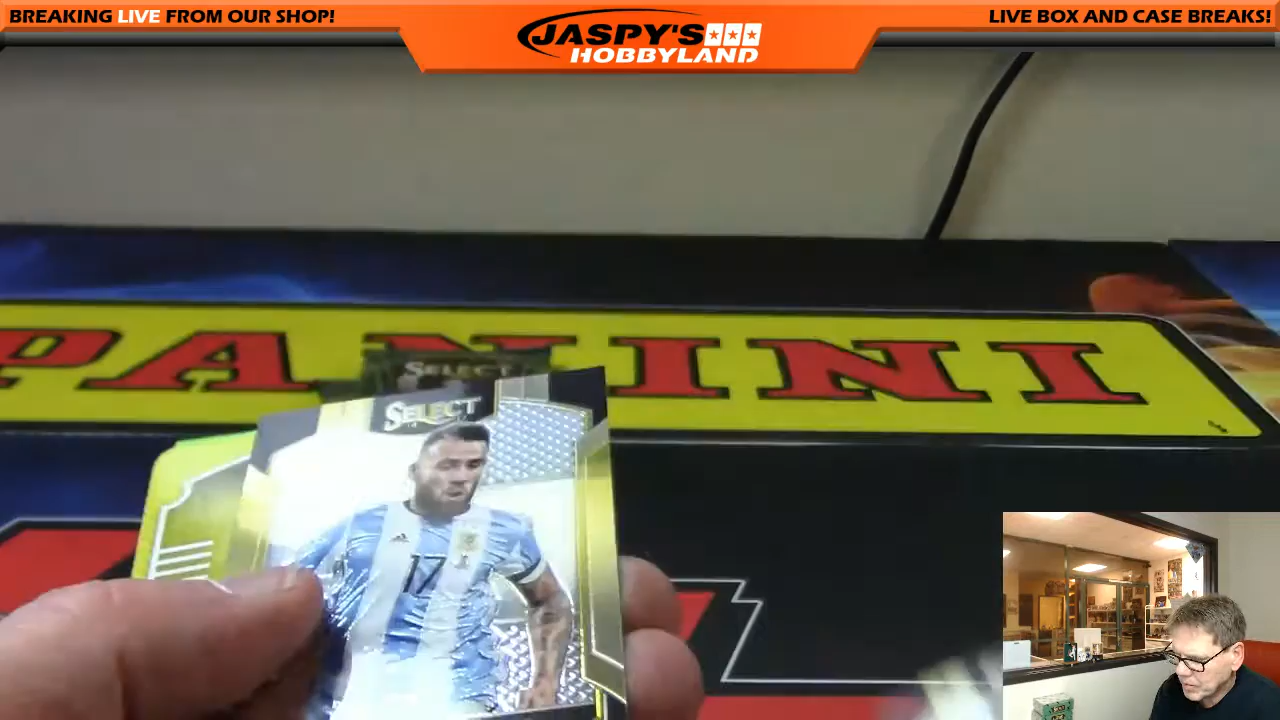 BREAKING LIVE FROM OUR SHOP!
JASPY'S
HOBBYLAND
LIVE BOX AND CASE BREAKS!
PANINI
SELECT
SELECT
17